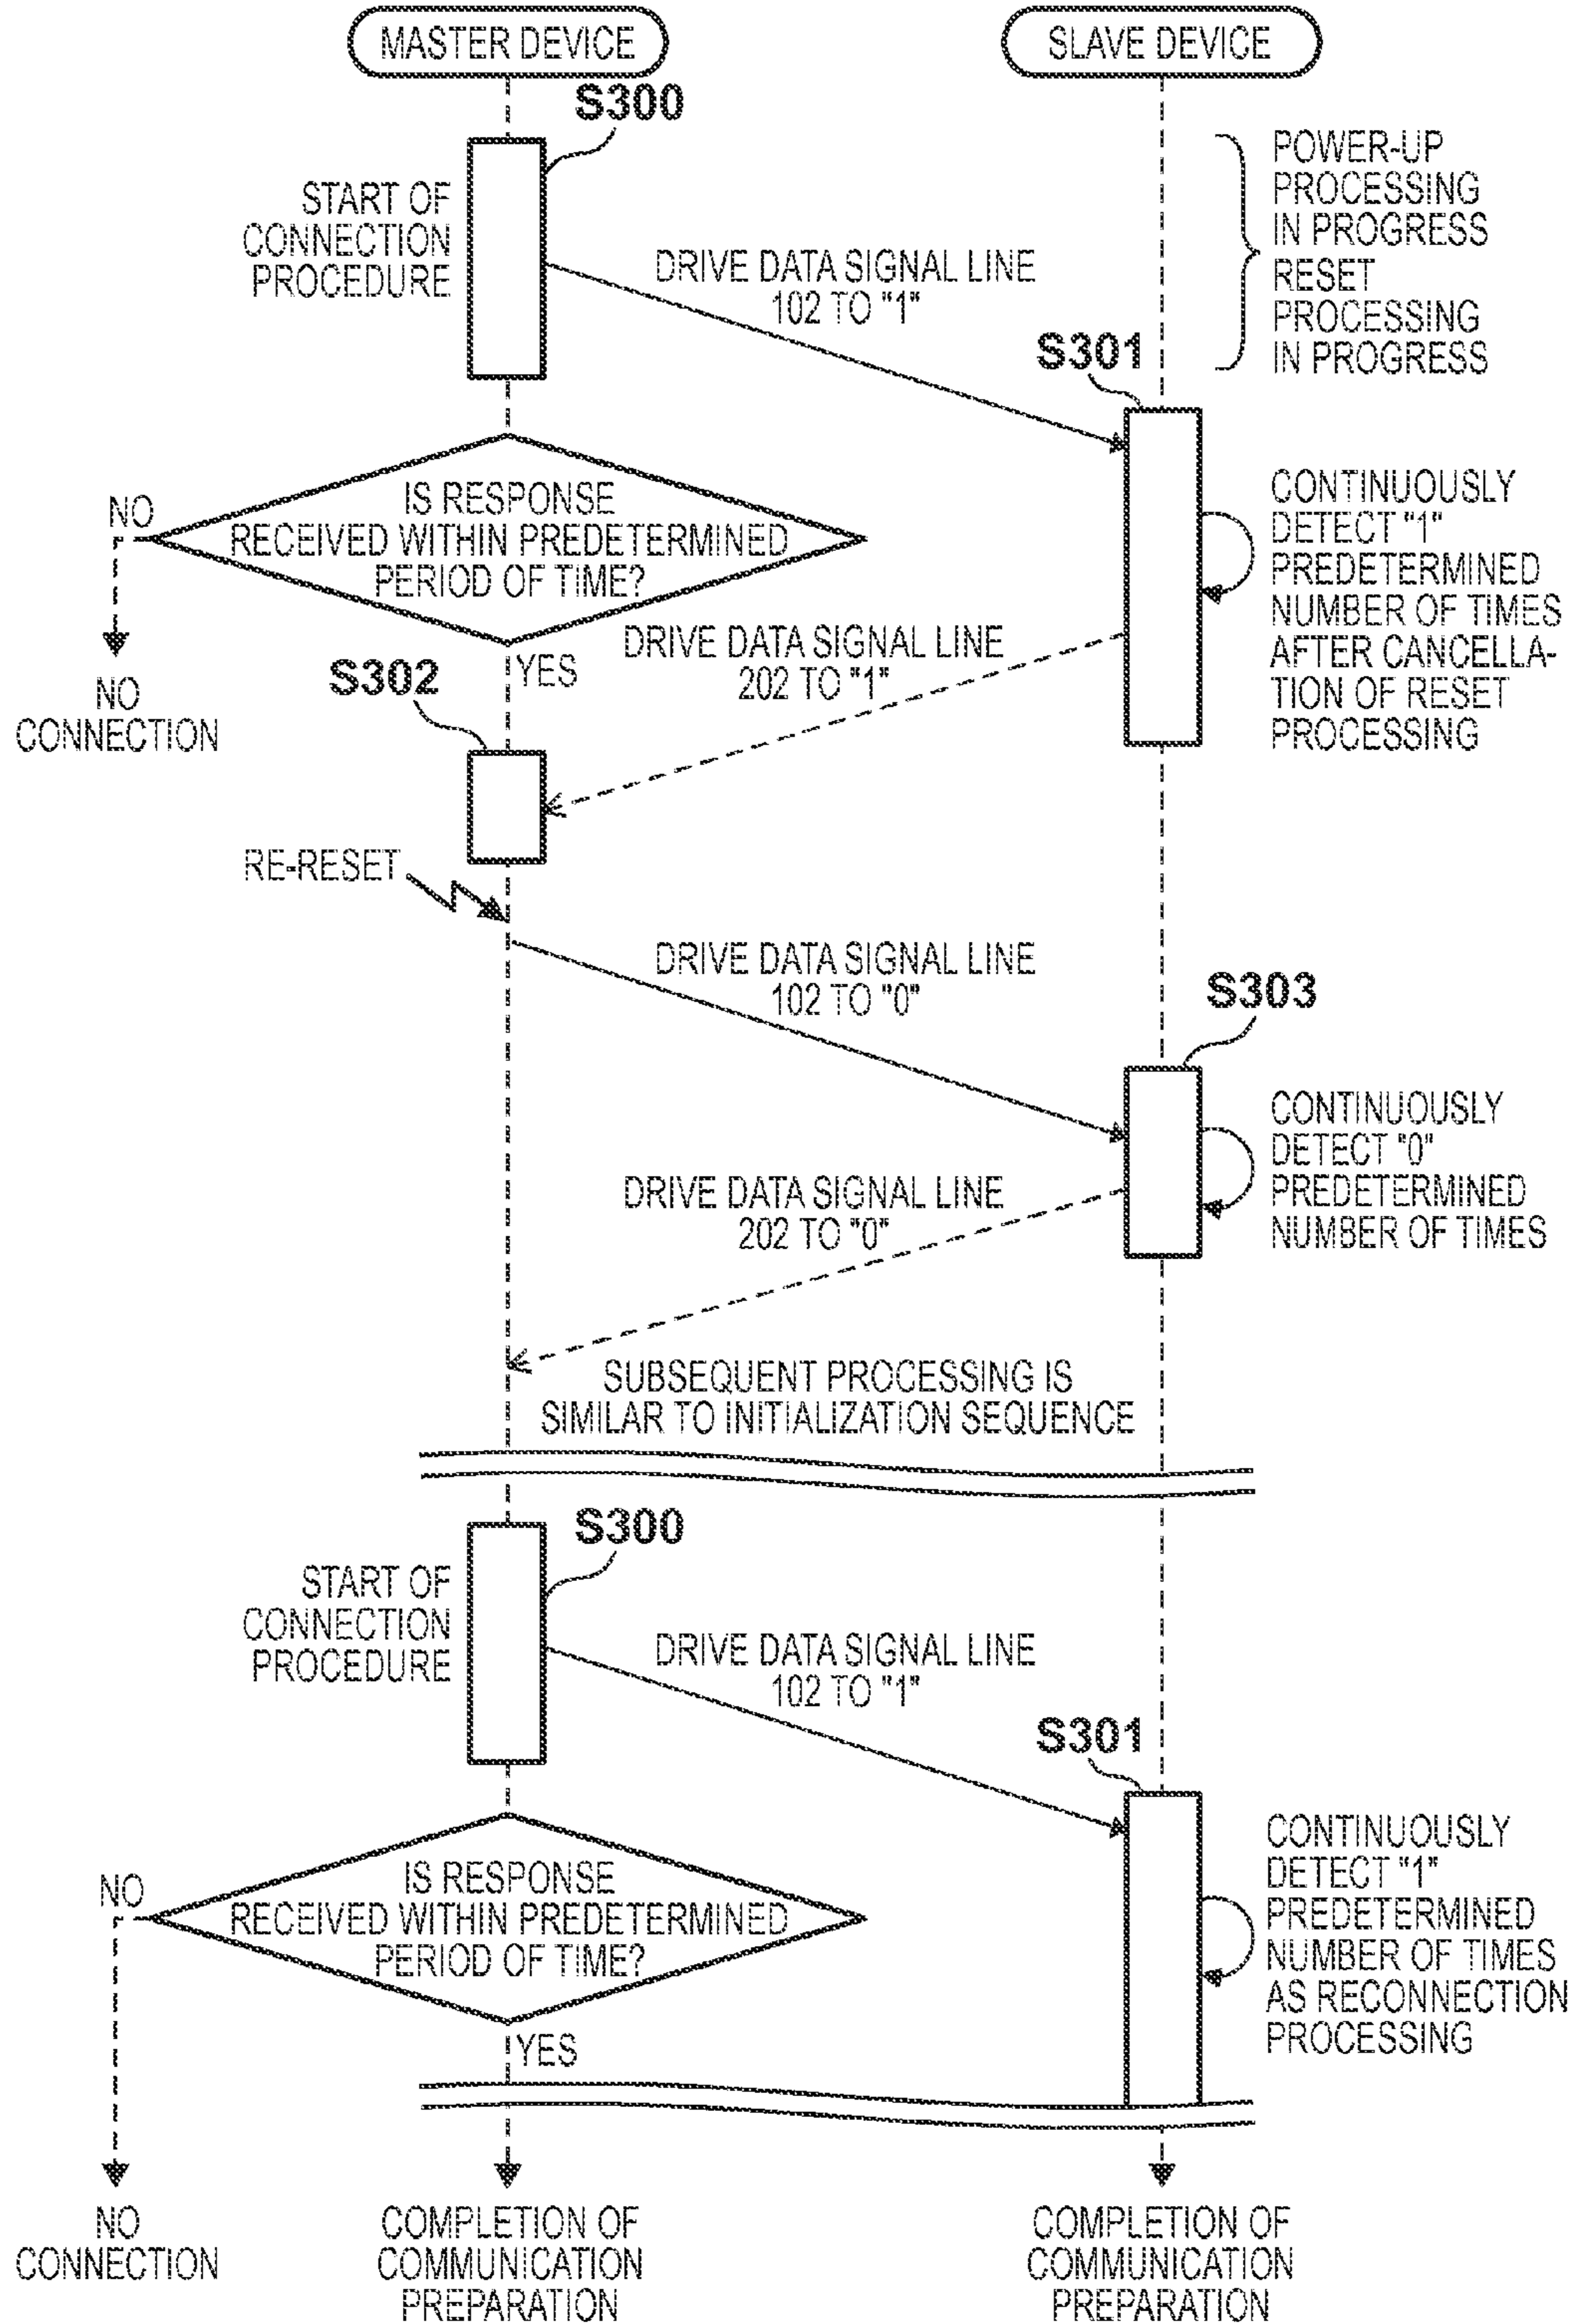 MASTER DEVICE
SLAVE DEVICE
S300
POWER-UP
PROCESSING
IN PROGRESS
RESET
PROCESSING
IN PROGRESS
START OF
CONNECTION
PROCEDURE
DRIVE DATA SIGNAL LINE
102 TO "1"
S301
IS RESPONSE
RECEIVED WITHIN PREDETERMINED
PERIOD OF TIME?
NO
NO
CONNECTION
YES
CONTINUOUSLY
DETECT "1"
PREDETERMINED
NUMBER OF TIMES
AFTER CANCELLA-
TION OF RESET
PROCESSING
DRIVE DATA SIGNAL LINE
202 TO "1"
S302
RE-RESET
DRIVE DATA SIGNAL LINE
102 TO "0"
S303
CONTINUOUSLY
DETECT "0"
PREDETERMINED
NUMBER OF TIMES
DRIVE DATA SIGNAL LINE
202 TO "0"
SUBSEQUENT PROCESSING IS
SIMILAR TO INITIALIZATION SEQUENCE
S300
START OF
CONNECTION
PROCEDURE
DRIVE DATA SIGNAL LINE
102 TO "1"
S301
IS RESPONSE
RECEIVED WITHIN PREDETERMINED
PERIOD OF TIME?
NO
YES
CONTINUOUSLY
DETECT "1"
PREDETERMINED
NUMBER OF TIMES
AS RECONNECTION
PROCESSING
NO
CONNECTION
COMPLETION OF
COMMUNICATION
PREPARATION
COMPLETION OF
COMMUNICATION
PREPARATION